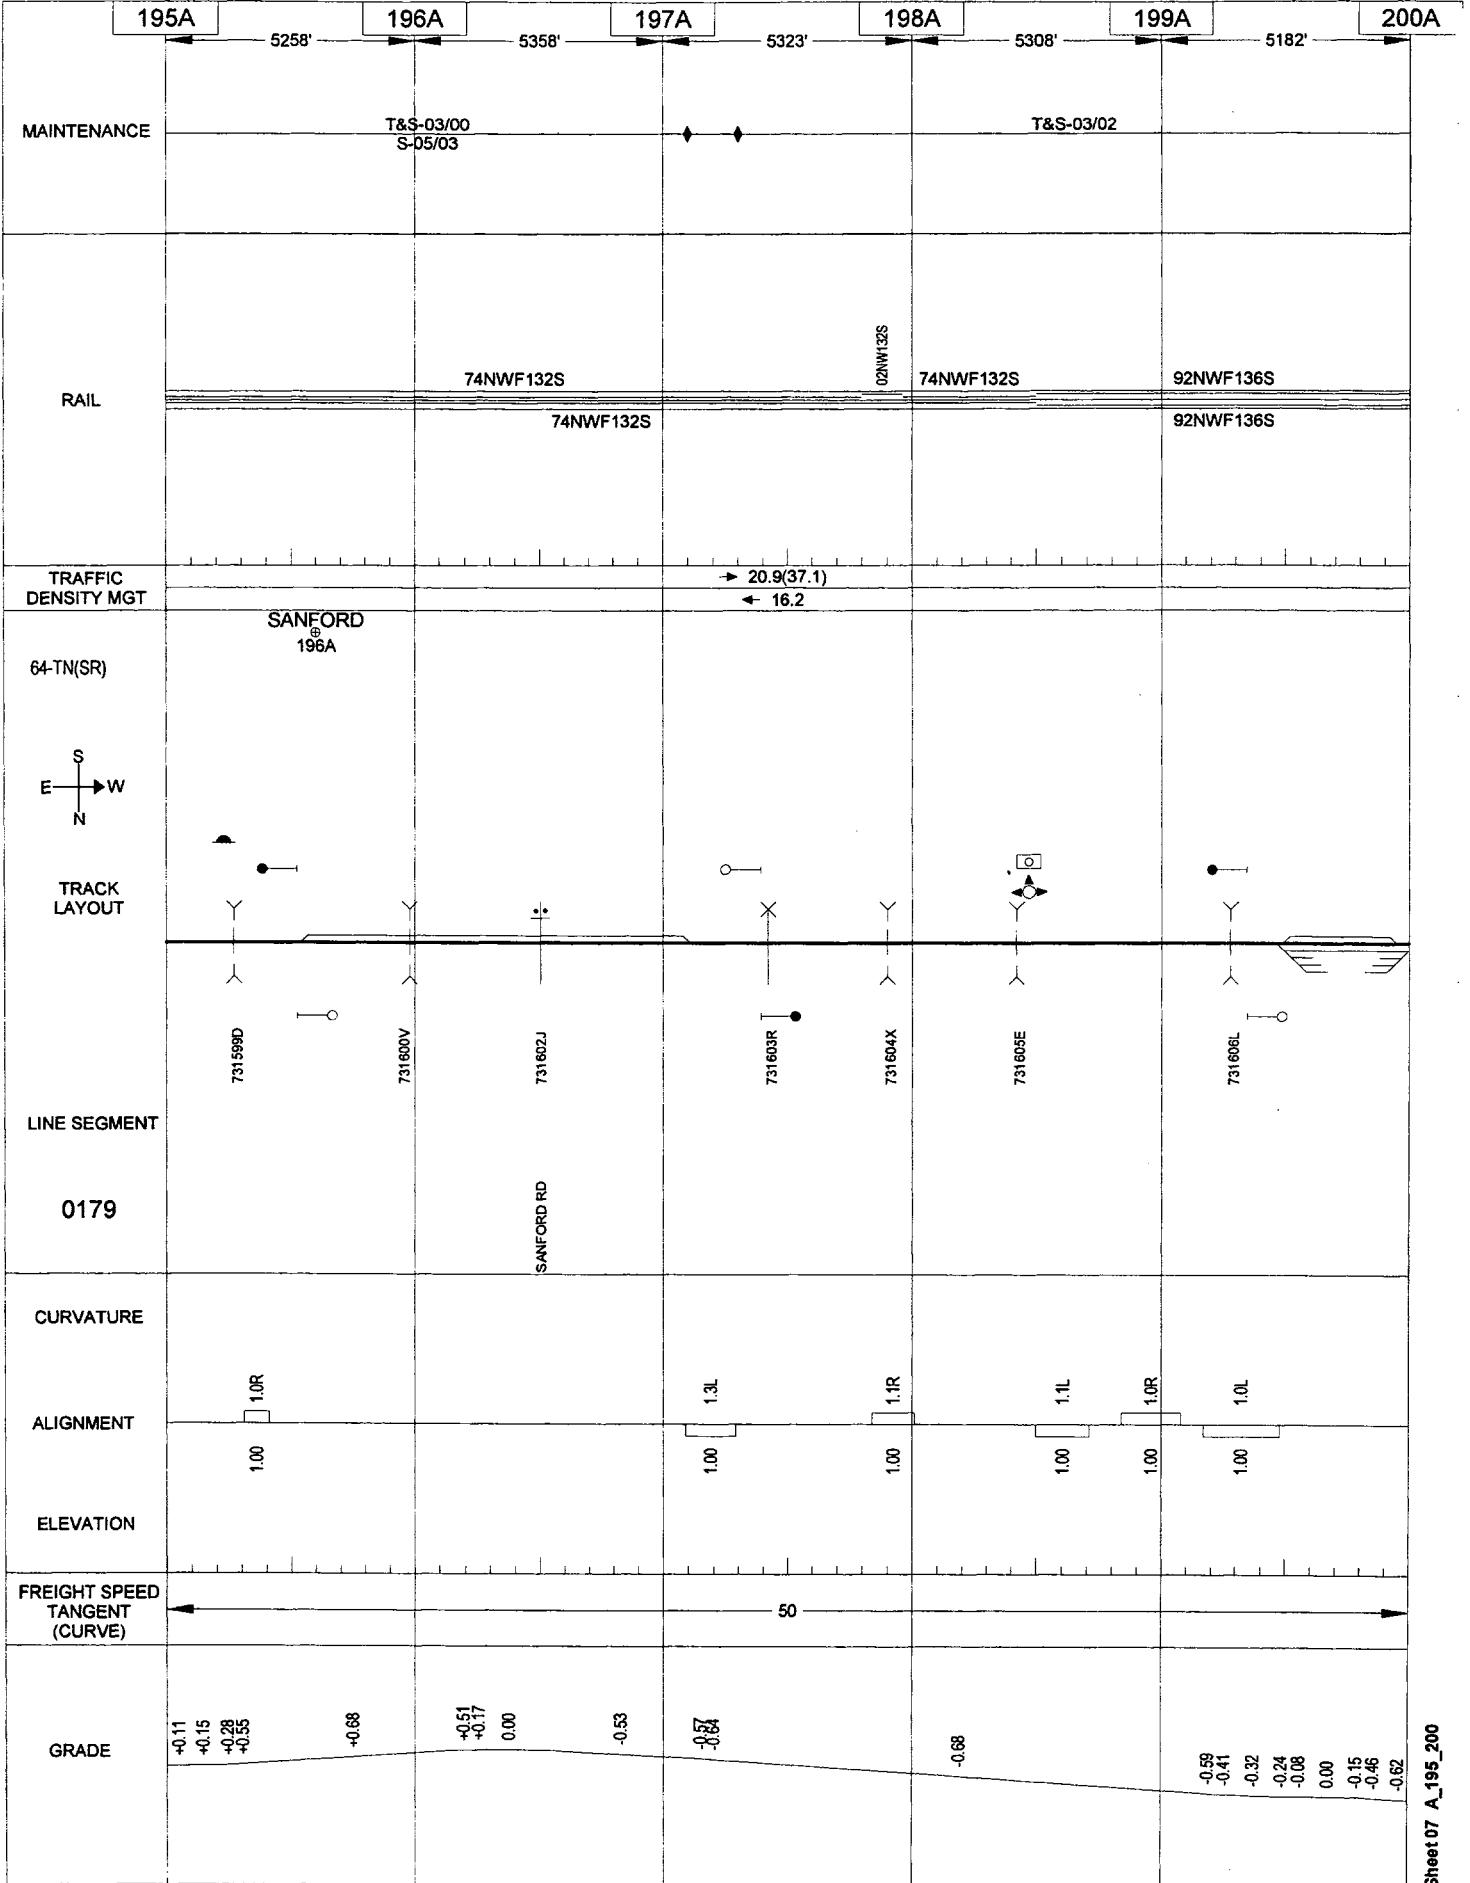 195A 196A 197A 198A 199A 200A
5258' 5358' 5323' 5308' 5182'
MAINTENANCE
T&S-03/00
S-05/03
T&S-03/02
RAIL
74NWF132S
02NW132S
74NWF132S
92NWF136S
74NWF132S
92NWF136S
TRAFFIC
DENSITY MGT
20.9(37.1)
16.2
SANFORD
196A
64-TN(SR)
S
E W
N
TRACK
LAYOUT
731599D
731600V
731602J
731603R
731604X
731605E
731606L
LINE SEGMENT
0179
SANFORD RD
CURVATURE
ALIGNMENT
1.0R
1.3L
1.1R
1.1L
1.0R
1.0L
1.00
1.00
1.00
1.00
1.00
1.00
ELEVATION
FREIGHT SPEED
TANGENT
(CURVE)
50
GRADE
+0.11
+0.15
+0.28
+0.55
+0.68
+0.51
+0.17
0.00
-0.53
-0.57
-0.64
-0.68
-0.59
-0.41
-0.32
-0.24
-0.08
0.00
-0.15
-0.46
-0.62
Sheet 07 A_195_200